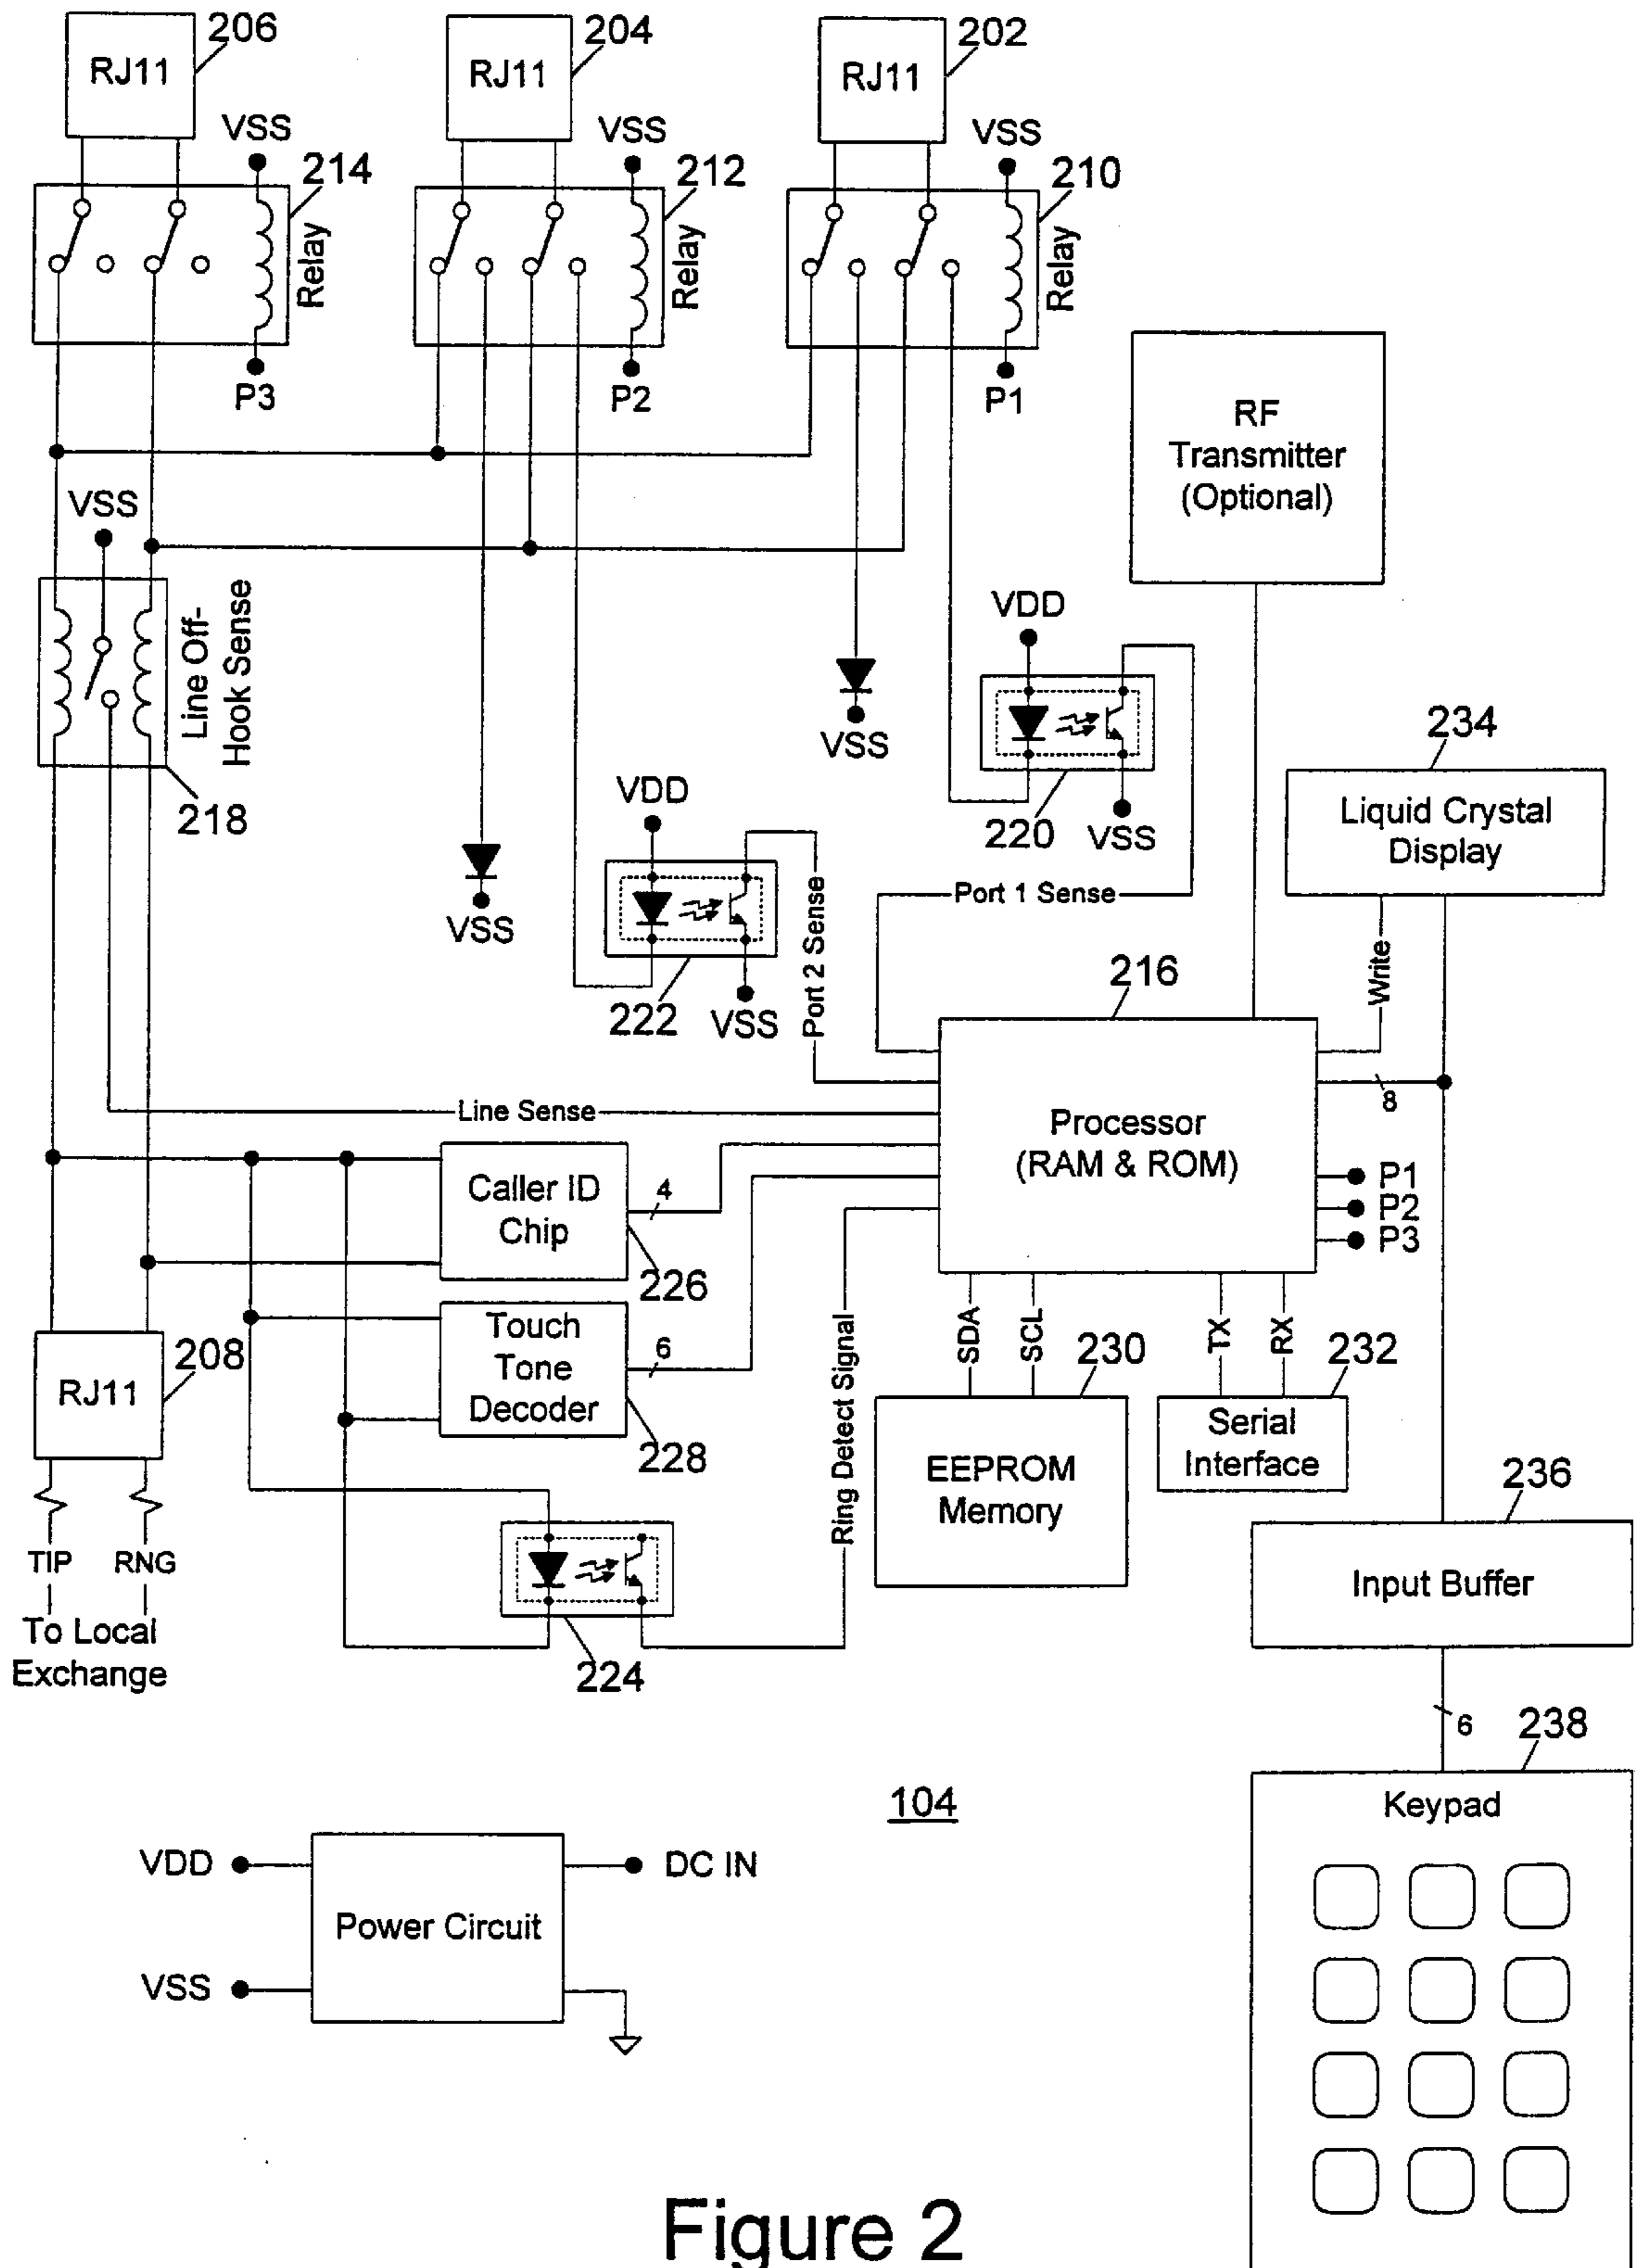 206
204
202
RJ11
RJ11
RJ11
VSS
VSS
VSS
214
212
210
Relay
Relay
Relay
P3
P2
P1
RF
Transmitter
(Optional)
VSS
Line Off-
Hook Sense
218
VDD
VSS
220
VSS
234
Liquid Crystal
Display
VDD
VSS
222
VSS
Port 2 Sense
Port 1 Sense
Write
216
8
Line Sense
Processor
(RAM & ROM)
P1
P2
P3
Caller ID
Chip
4
226
Touch
Tone
Decoder
6
228
208
RJ11
Ring Detect Signal
SDA
SCL
230
TX
RX
232
EEPROM
Memory
Serial
Interface
236
Input Buffer
TIP
RNG
To Local
Exchange
224
6
238
Keypad
104
VDD
DC IN
Power Circuit
VSS
Figure 2